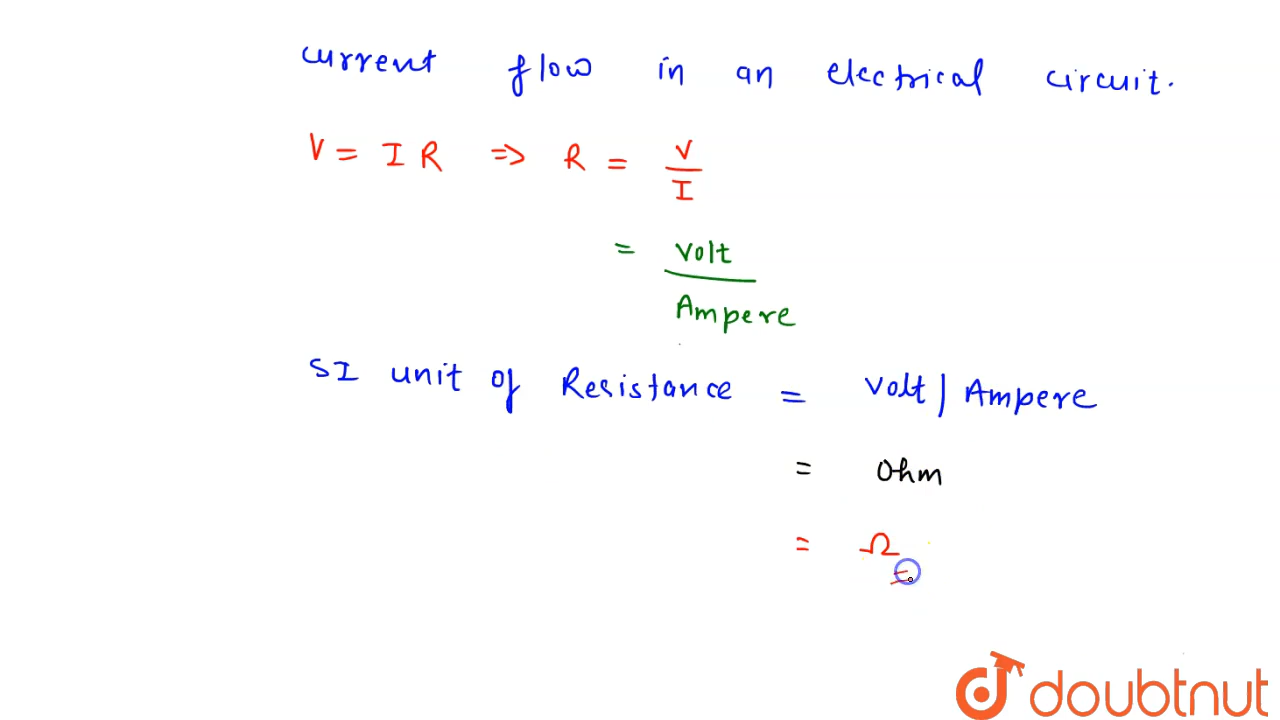 current flow in an electrical circuit.
V = I R => R = V/I
= Volt/Ampere
SI unit of Resistance = Volt/Ampere
= Ohm
= Ω
doubtnut